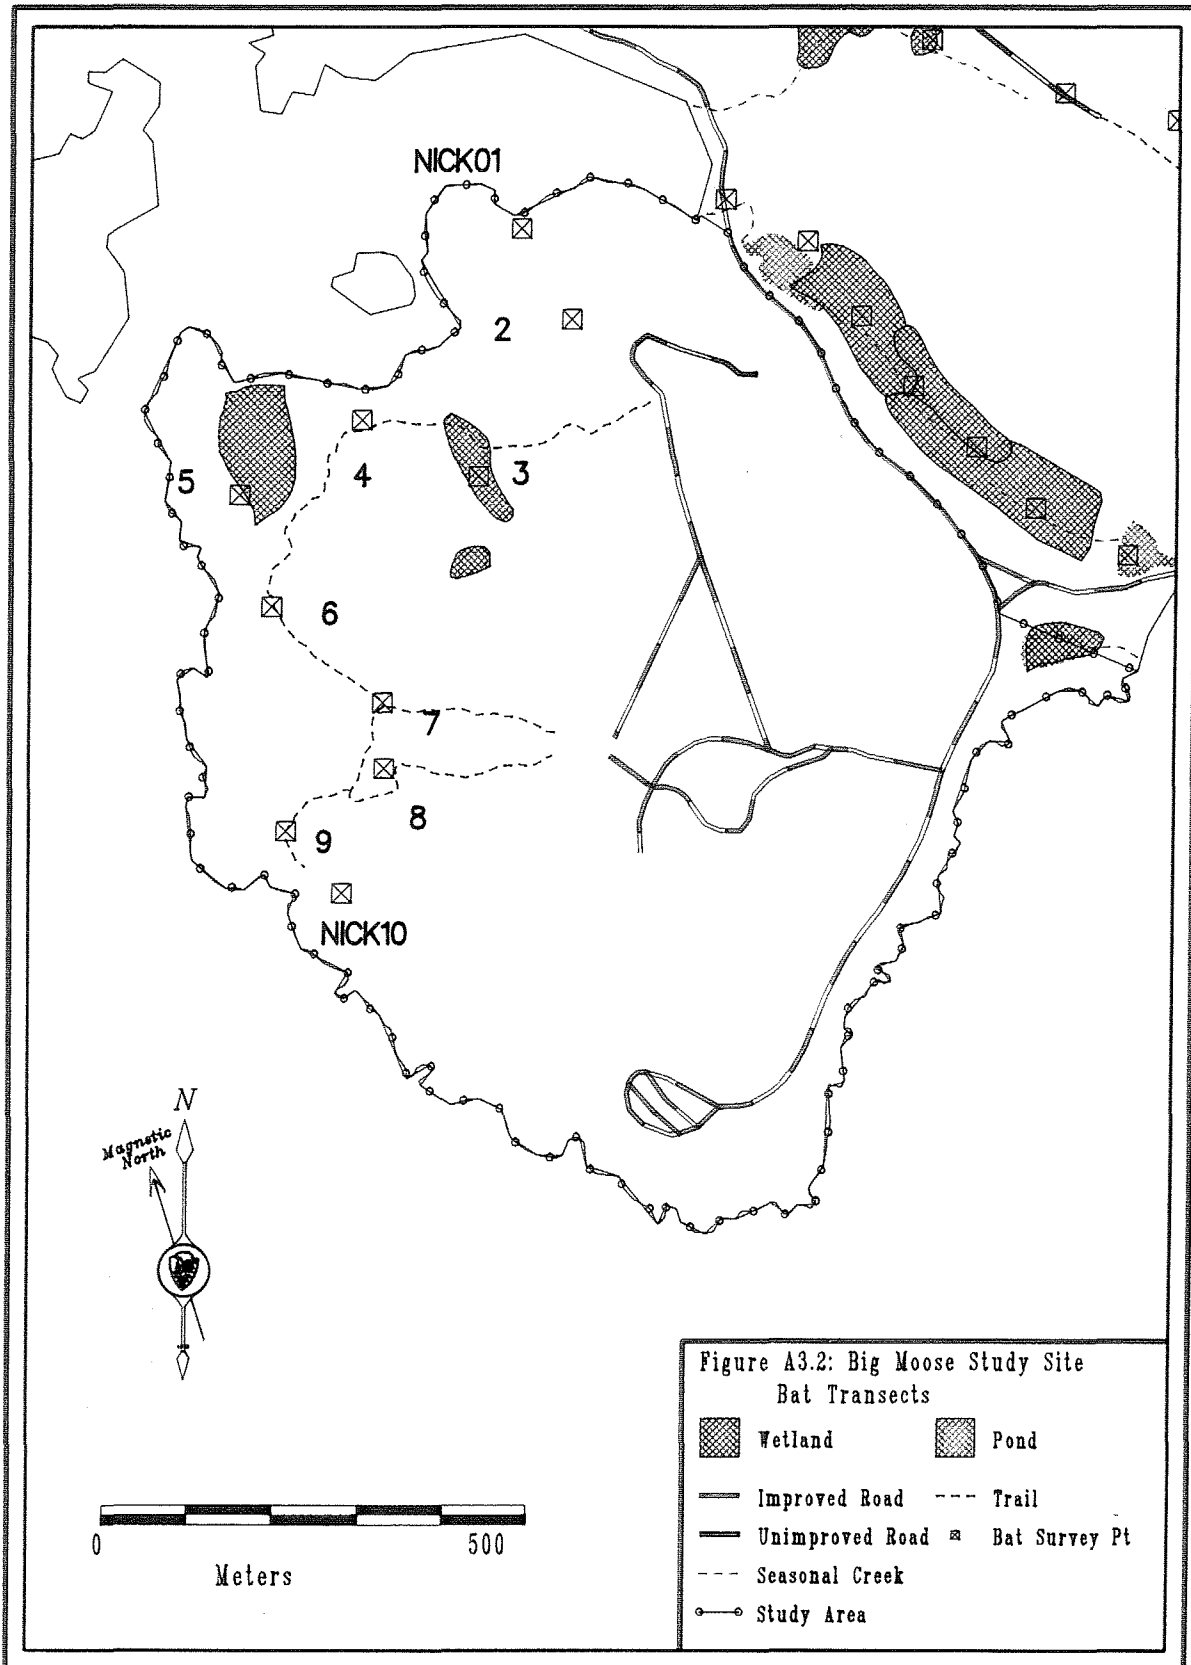 NICK01
2
3
4
5
6
7
8
9
NICK10
N
Magnetic
North
0 500
Meters
Figure A3.2: Big Moose Study Site
Bat Transects
Wetland Pond
Improved Road Trail
Unimproved Road Bat Survey Pt
Seasonal Creek
Study Area